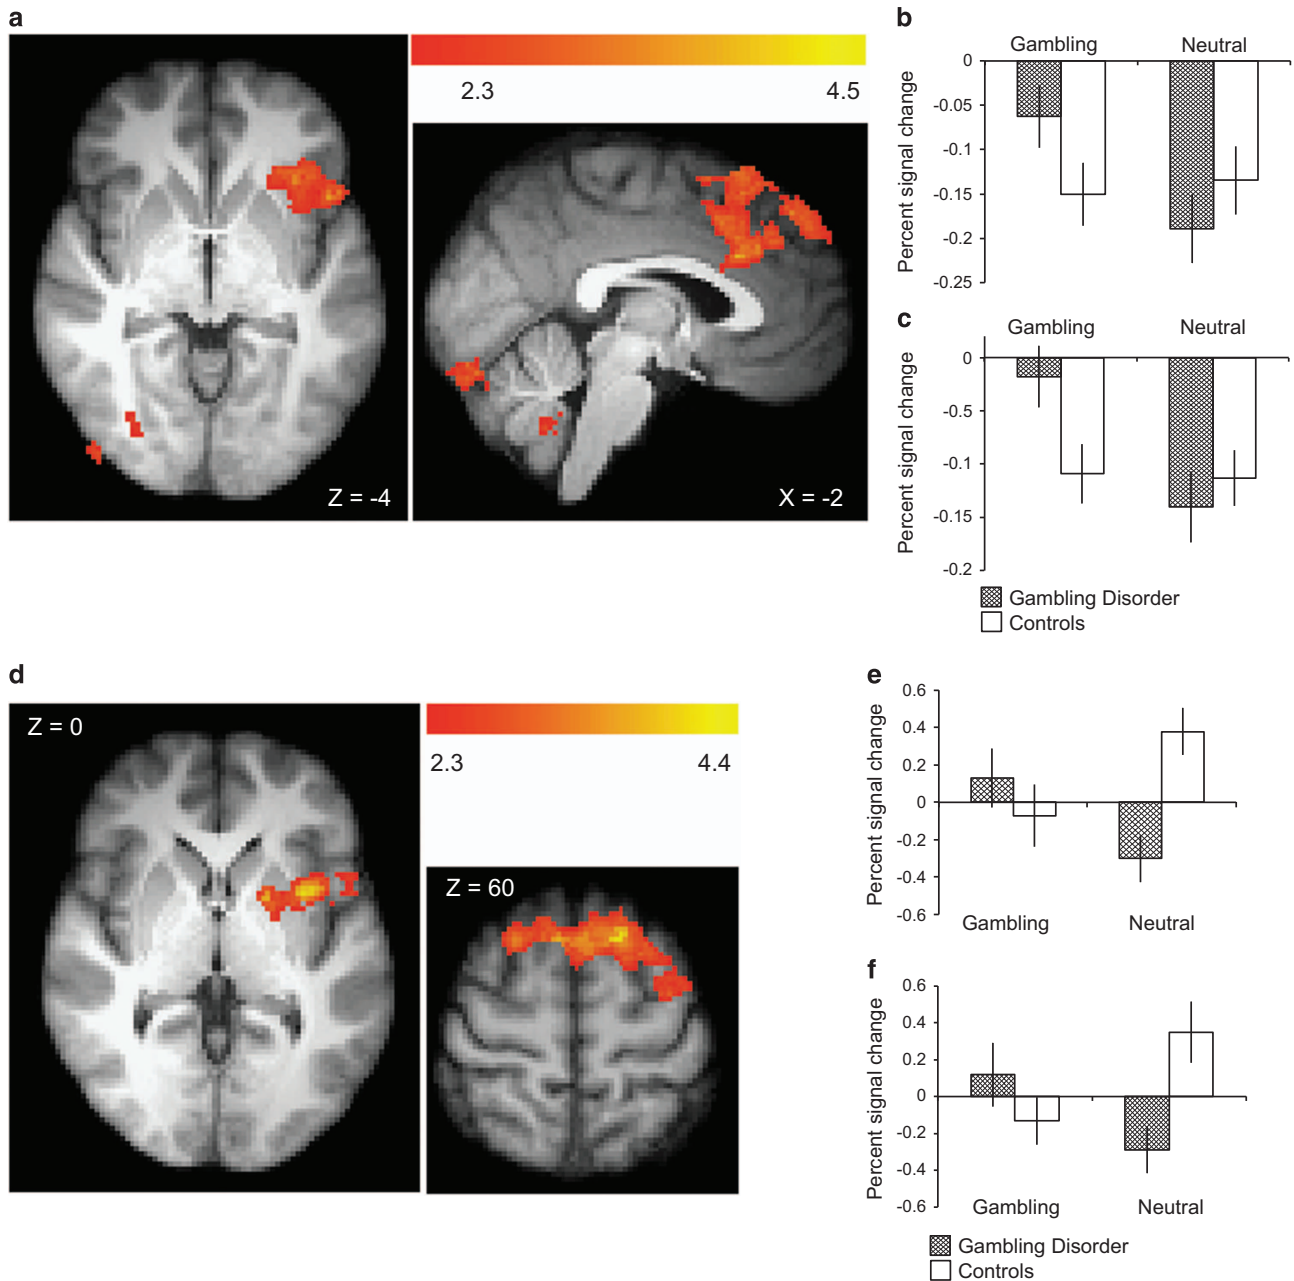 a
2.3 4.5
Z = -4
X = -2
b
Gambling Neutral
Percent signal change
0
-0.05
-0.1
-0.15
-0.2
-0.25
c
Gambling Neutral
Percent signal change
0
-0.5
-0.1
-0.15
-0.2
Gambling Disorder
Controls
d
Z = 0
2.3 4.4
Z = 60
e
Percent signal change
0.6
0.4
0.2
0
-0.2
-0.4
-0.6
Gambling Neutral
f
Percent signal change
0.6
0.4
0.2
0
-0.2
-0.4
-0.6
Gambling Neutral
Gambling Disorder
Controls